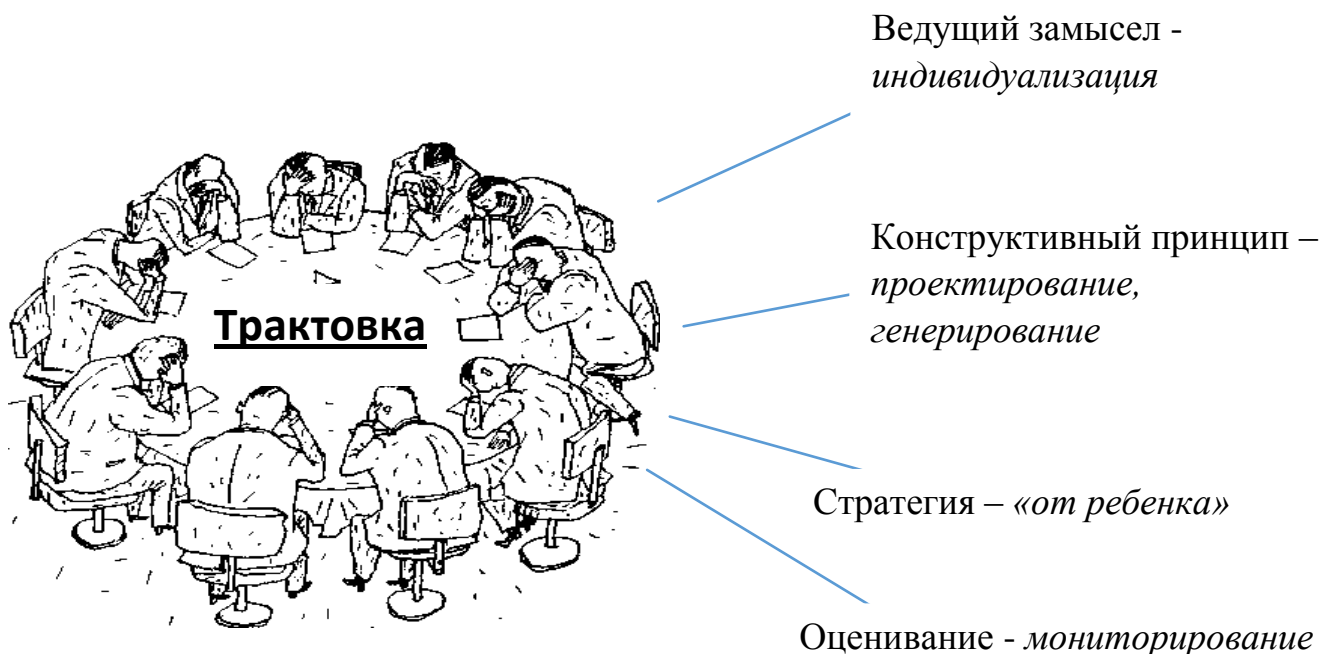 Ведущий замысел -
индивидуализация
Конструктивный принцип –
проектирование,
генерирование
Трактовка
Стратегия – «от ребенка»
Оценивание - мониторирование